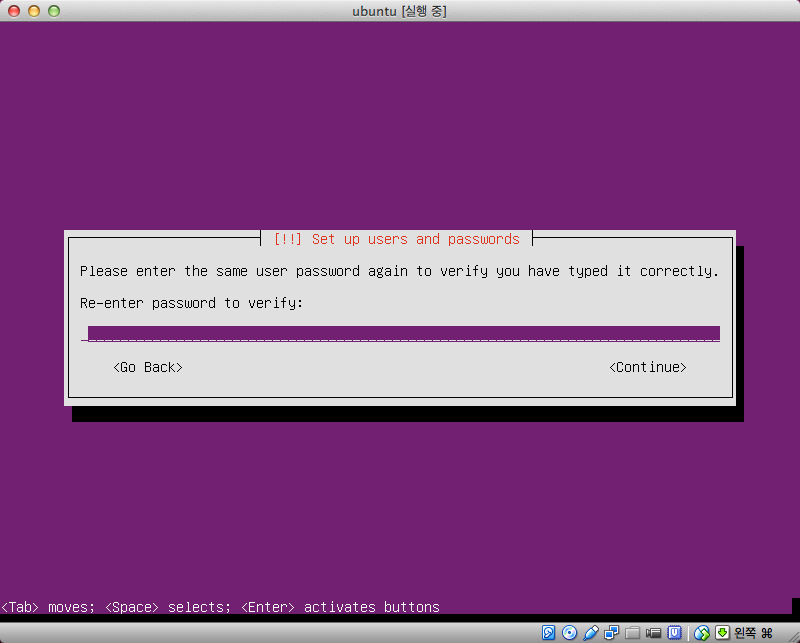 ubuntu [실행 중]
[!!] Set up users and passwords
Please enter the same user password again to verify you have typed it correctly.
Re-enter password to verify:
<Go Back> <Continue>
<Tab> moves; <Space> selects; <Enter> activates buttons
왼쪽 ⌘